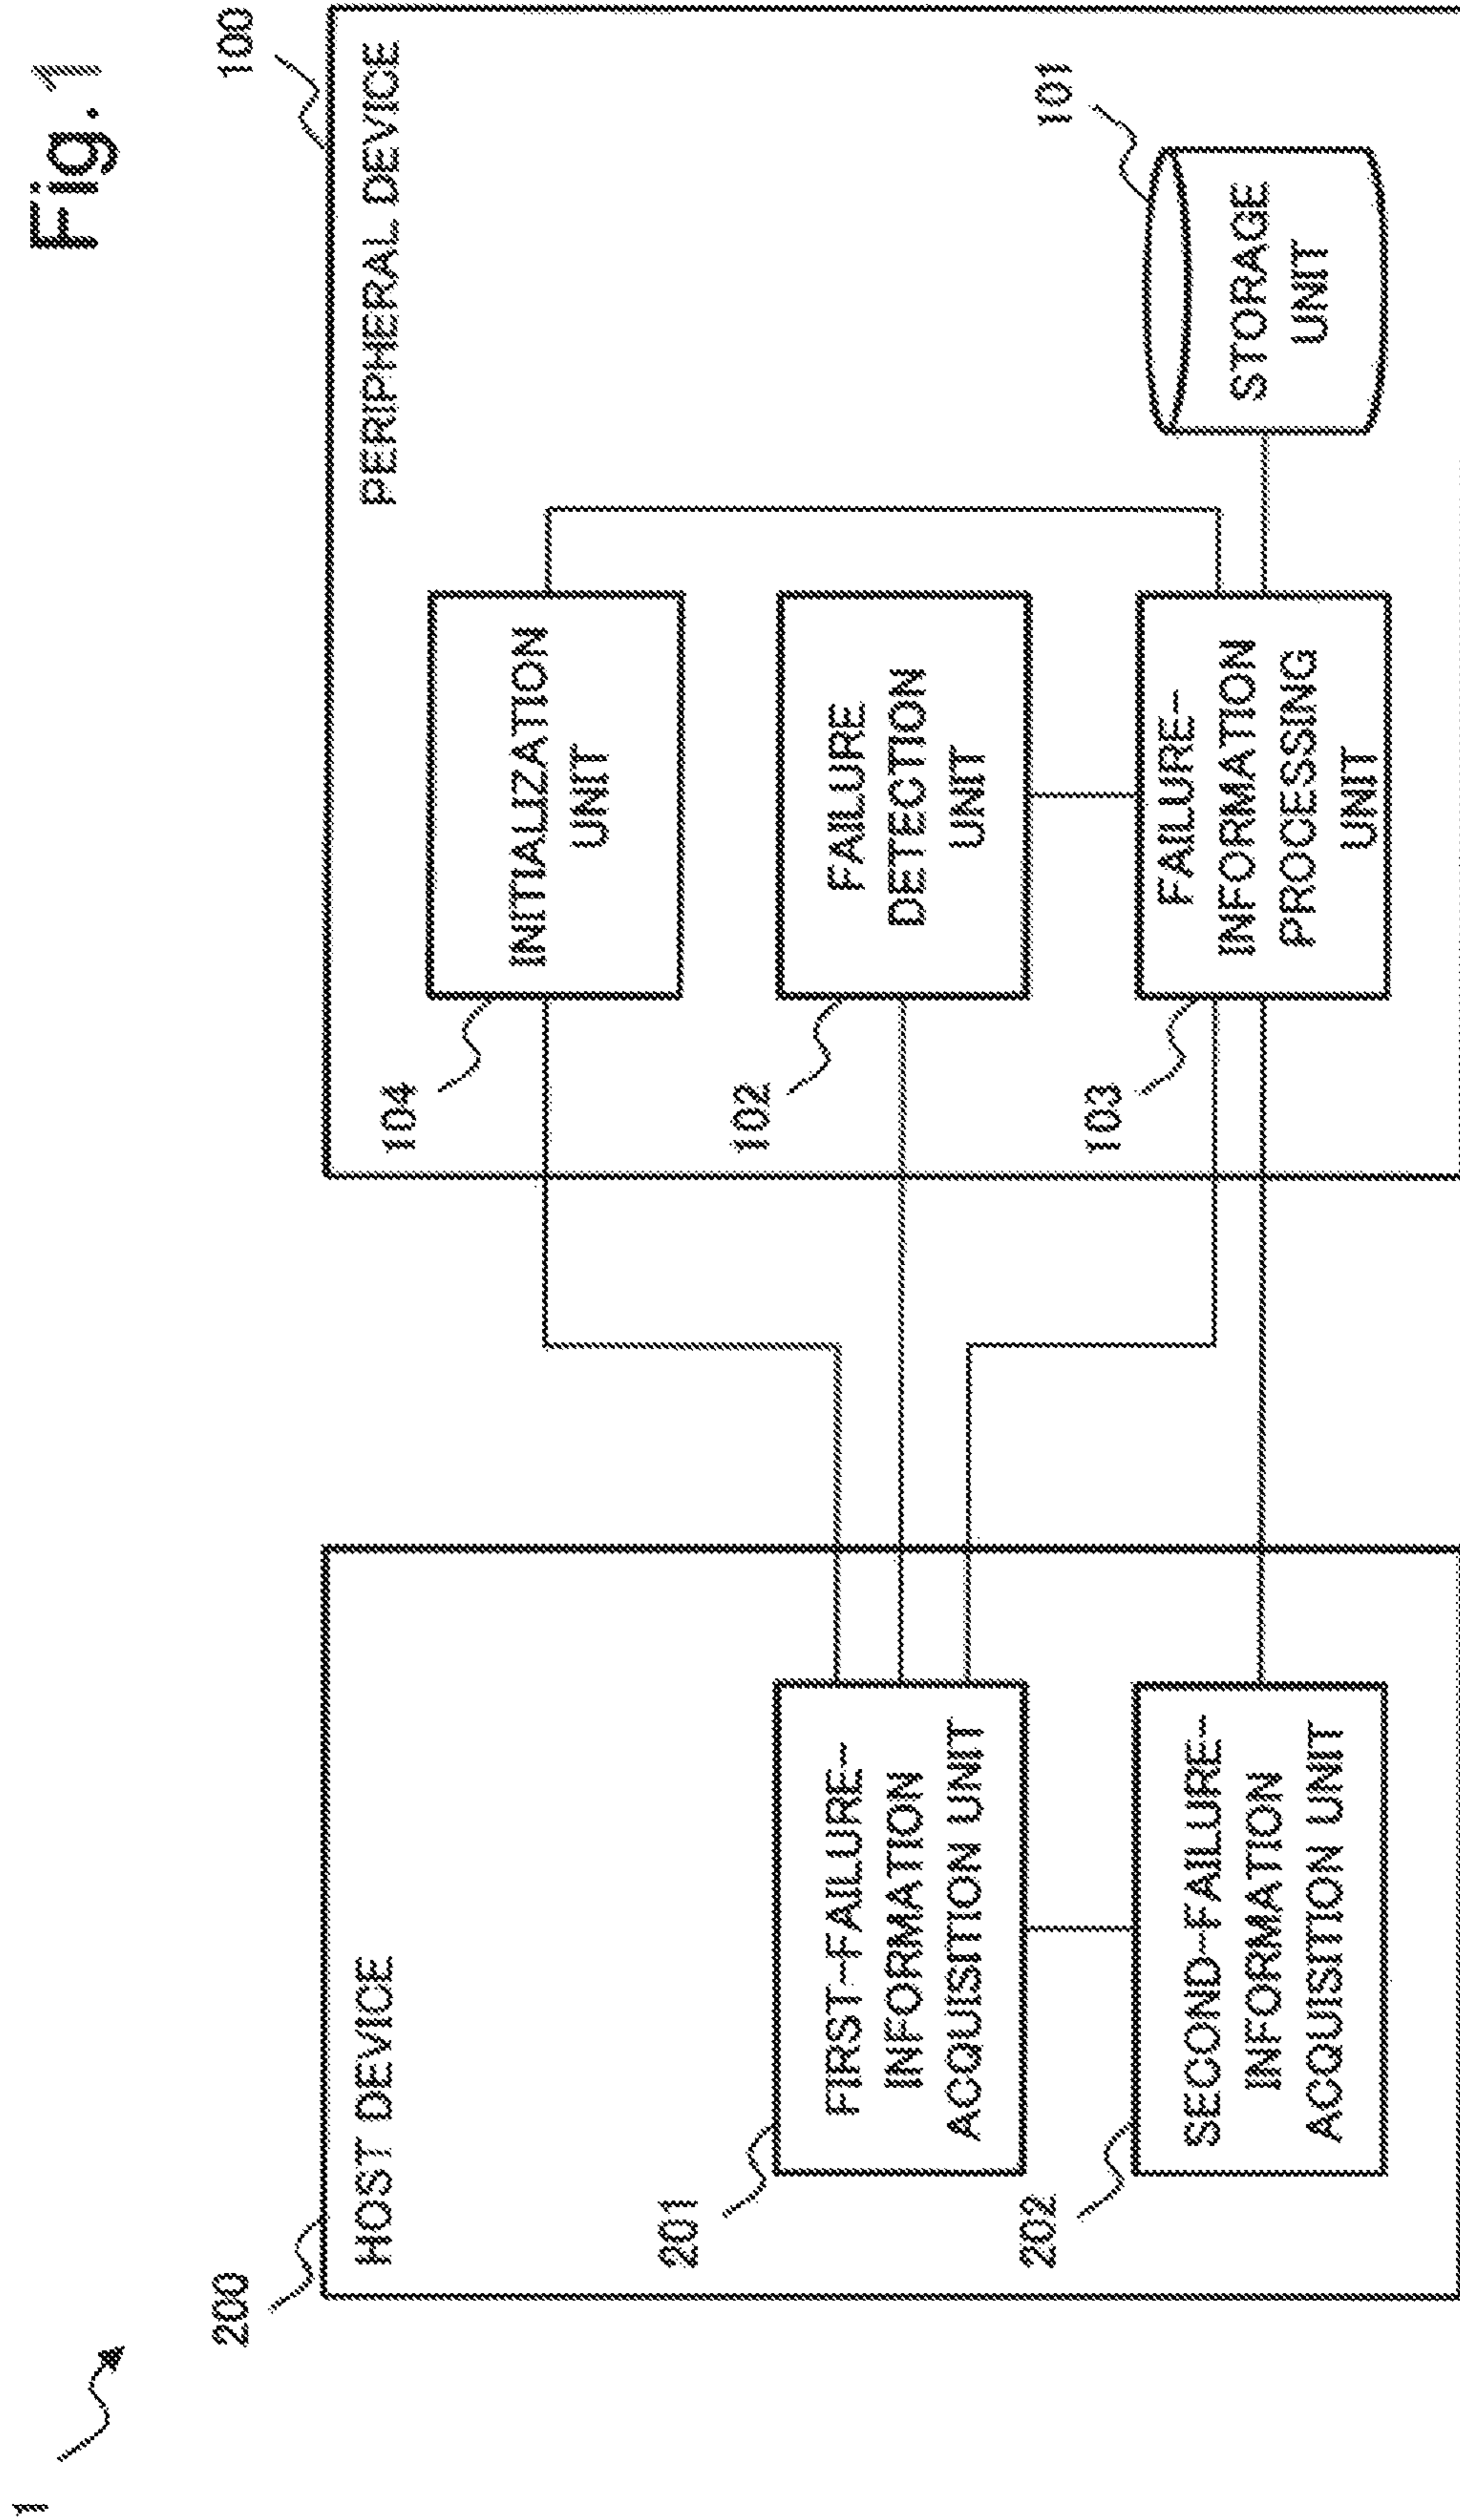 Fig. 1
1
200
HOST DEVICE
201
FIRST-FAILURE-
INFORMATION
ACQUISITION UNIT
202
SECOND-FAILURE-
INFORMATION
ACQUISITION UNIT
100
PERIPHERAL DEVICE
104
INITIALIZATION
UNIT
102
FAILURE
DETECTION
UNIT
103
FAILURE-
INFORMATION
PROCESSING
UNIT
101
STORAGE
UNIT